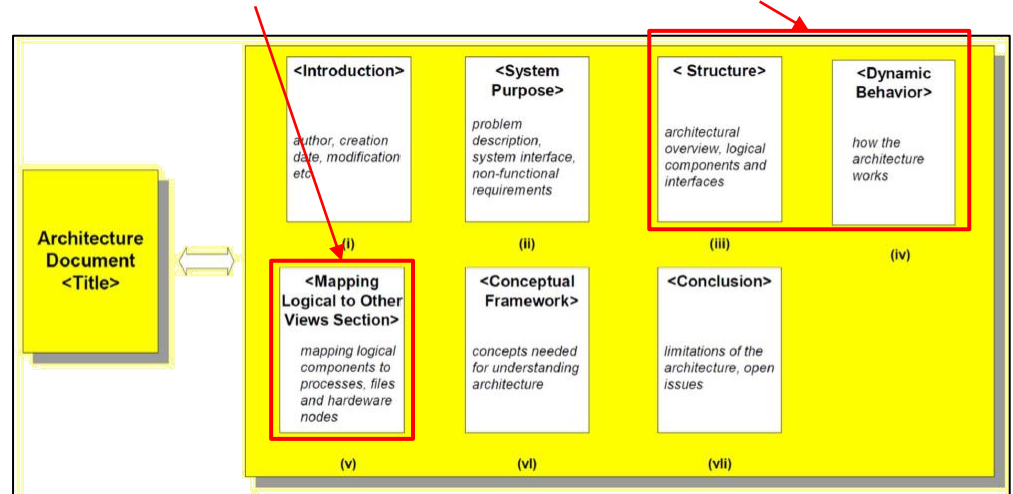 Architecture
Document
<Title>
<Introduction>
author, creation
date, modification
etc
(i)
<System
Purpose>
problem
description,
system interface,
non-functional
requirements
(ii)
< Structure>
architectural
overview, logical
components and
interfaces
(iii)
<Dynamic
Behavior>
how the
architecture
works
(iv)
<Mapping
Logical to Other
Views Section>
mapping logical
components to
processes, files
and hardware
nodes
(v)
<Conceptual
Framework>
concepts needed
for understanding
architecture
(vl)
<Conclusion>
limitations of the
architecture, open
issues
(vli)